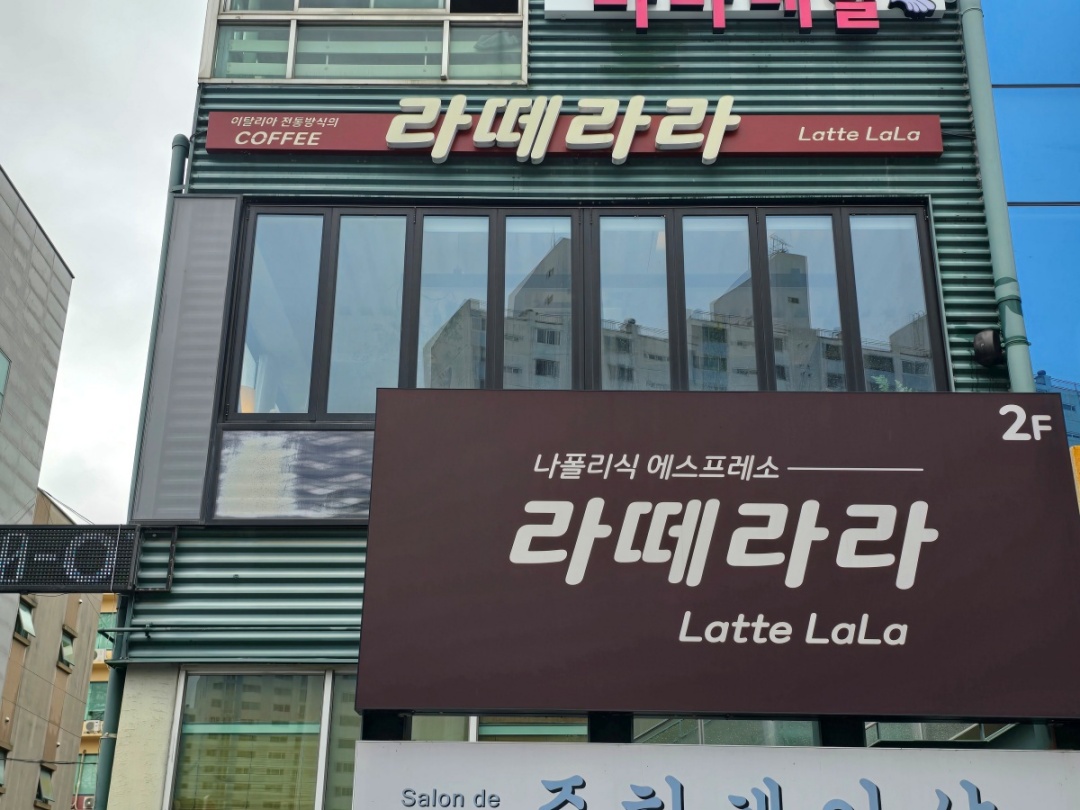 이탈리아 전통방식의
COFFEE
라떼라라
Latte LaLa
2F
나폴리식 에스프레소
라떼라라
Latte LaLa
Salon de